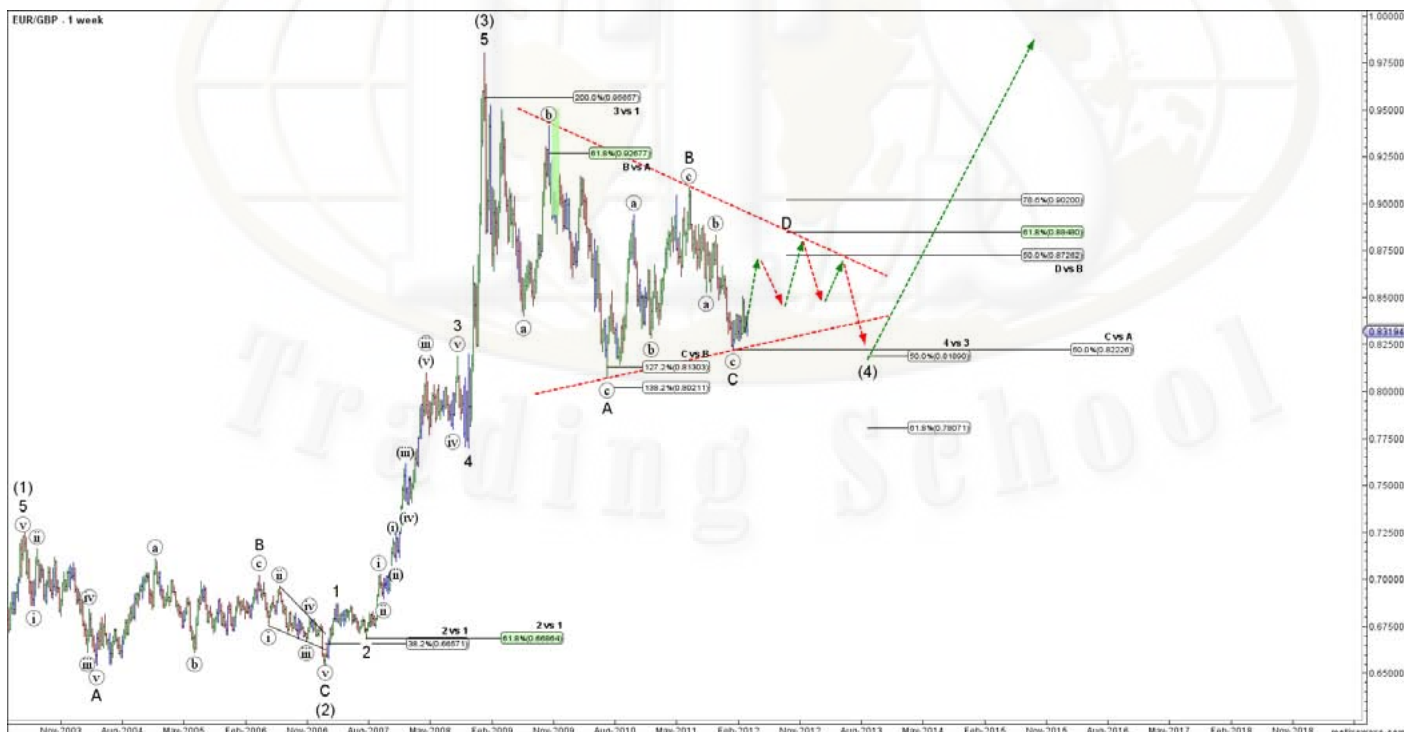 EUR/GBP - 1 week
(3)
5
200.0%(0.95657)
3 vs 1
b
61.8%(0.92677)
B vs A
B
c
a
b
78.6%(0.90200)
D
61.8%(0.88480)
50.0%(0.87262)
D vs B
a
b
a
c
C
C vs B
127.2%(0.81303)
138.2%(0.80211)
c
A
4 vs 3
50.0%(0.81890)
C vs A
50.0%(0.82226)
(4)
61.8%(0.78071)
iii
(v)
3
v
iv
4
(iii)
(iv)
(i)
(ii)
i
ii
(1)
5
v
ii
i
iv
iii
v
A
a
b
B
c
ii
i
iv
iii
v
C
(2)
1
2
2 vs 1
38.2%(0.66571)
2 vs 1
61.8%(0.66864)
Trading School
1.00000
0.97500
0.95000
0.92500
0.90000
0.87500
0.85000
0.83194
0.82500
0.80000
0.77500
0.75000
0.72500
0.70000
0.67500
0.65000
Nov-2003 Aug-2004 May-2005 Feb-2006 Nov-2006 Aug-2007 May-2008 Feb-2009 Nov-2009 Aug-2010 May-2011 Feb-2012 Nov-2012 Aug-2013 May-2014 Feb-2015 Nov-2015 Aug-2016 May-2017 Feb-2018 Nov-2018